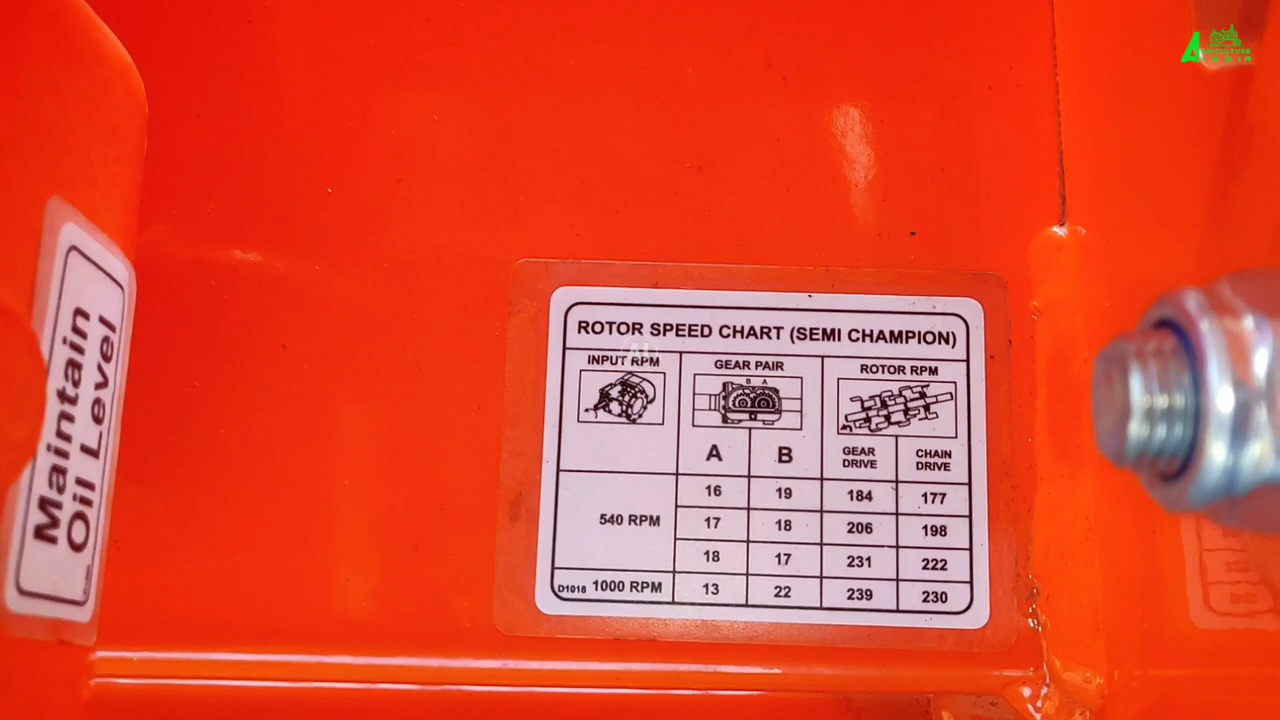 AGRICULTURE
Maintain
Oil Level
ROTOR SPEED CHART (SEMI CHAMPION)
INPUT RPM GEAR PAIR ROTOR RPM
B A
A B GEAR DRIVE CHAIN DRIVE
540 RPM
16 19 184 177
17 18 206 198
18 17 231 222
D1018 1000 RPM 13 22 239 230